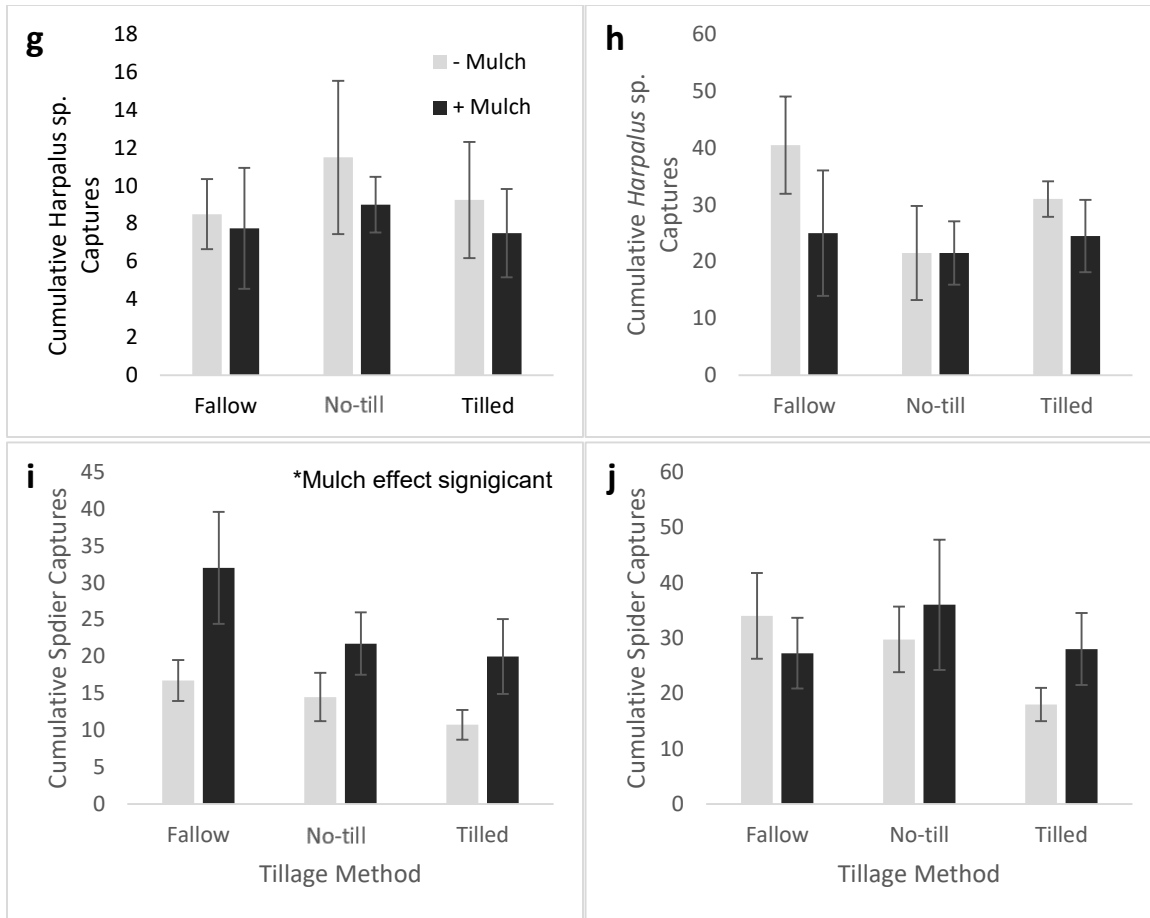 g
Cumulative Harpalus sp.
Captures
18
16
14
12
10
8
6
4
2
0
- Mulch
+ Mulch
Fallow
No-till
Tilled
h
Cumulative Harpalus sp.
Captures
60
50
40
30
20
10
0
Fallow
No-till
Tilled
i
Cumulative Spdier Captures
45
40
35
30
25
20
15
10
5
0
*Mulch effect signigicant
Fallow
No-till
Tilled
Tillage Method
j
Cumulative Spider Captures
60
50
40
30
20
10
0
Fallow
No-till
Tilled
Tillage Method